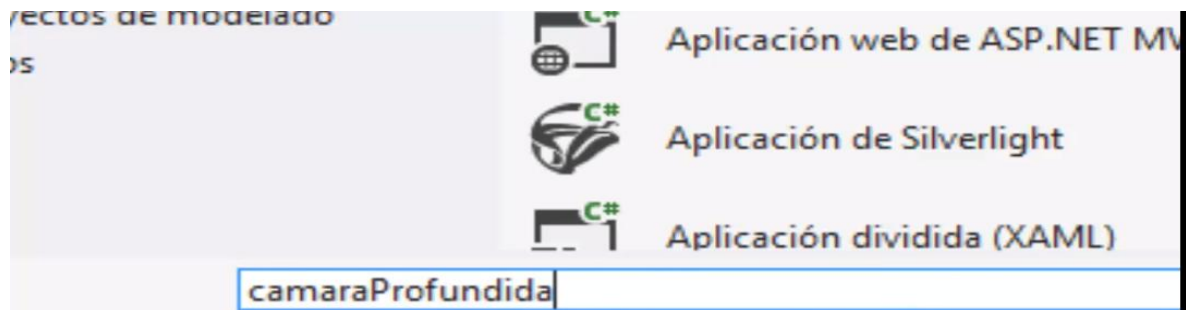 yectos de modelado
os
C#
Aplicación web de ASP.NET MV
C#
Aplicación de Silverlight
C#
Aplicación dividida (XAML)
camaraProfundida